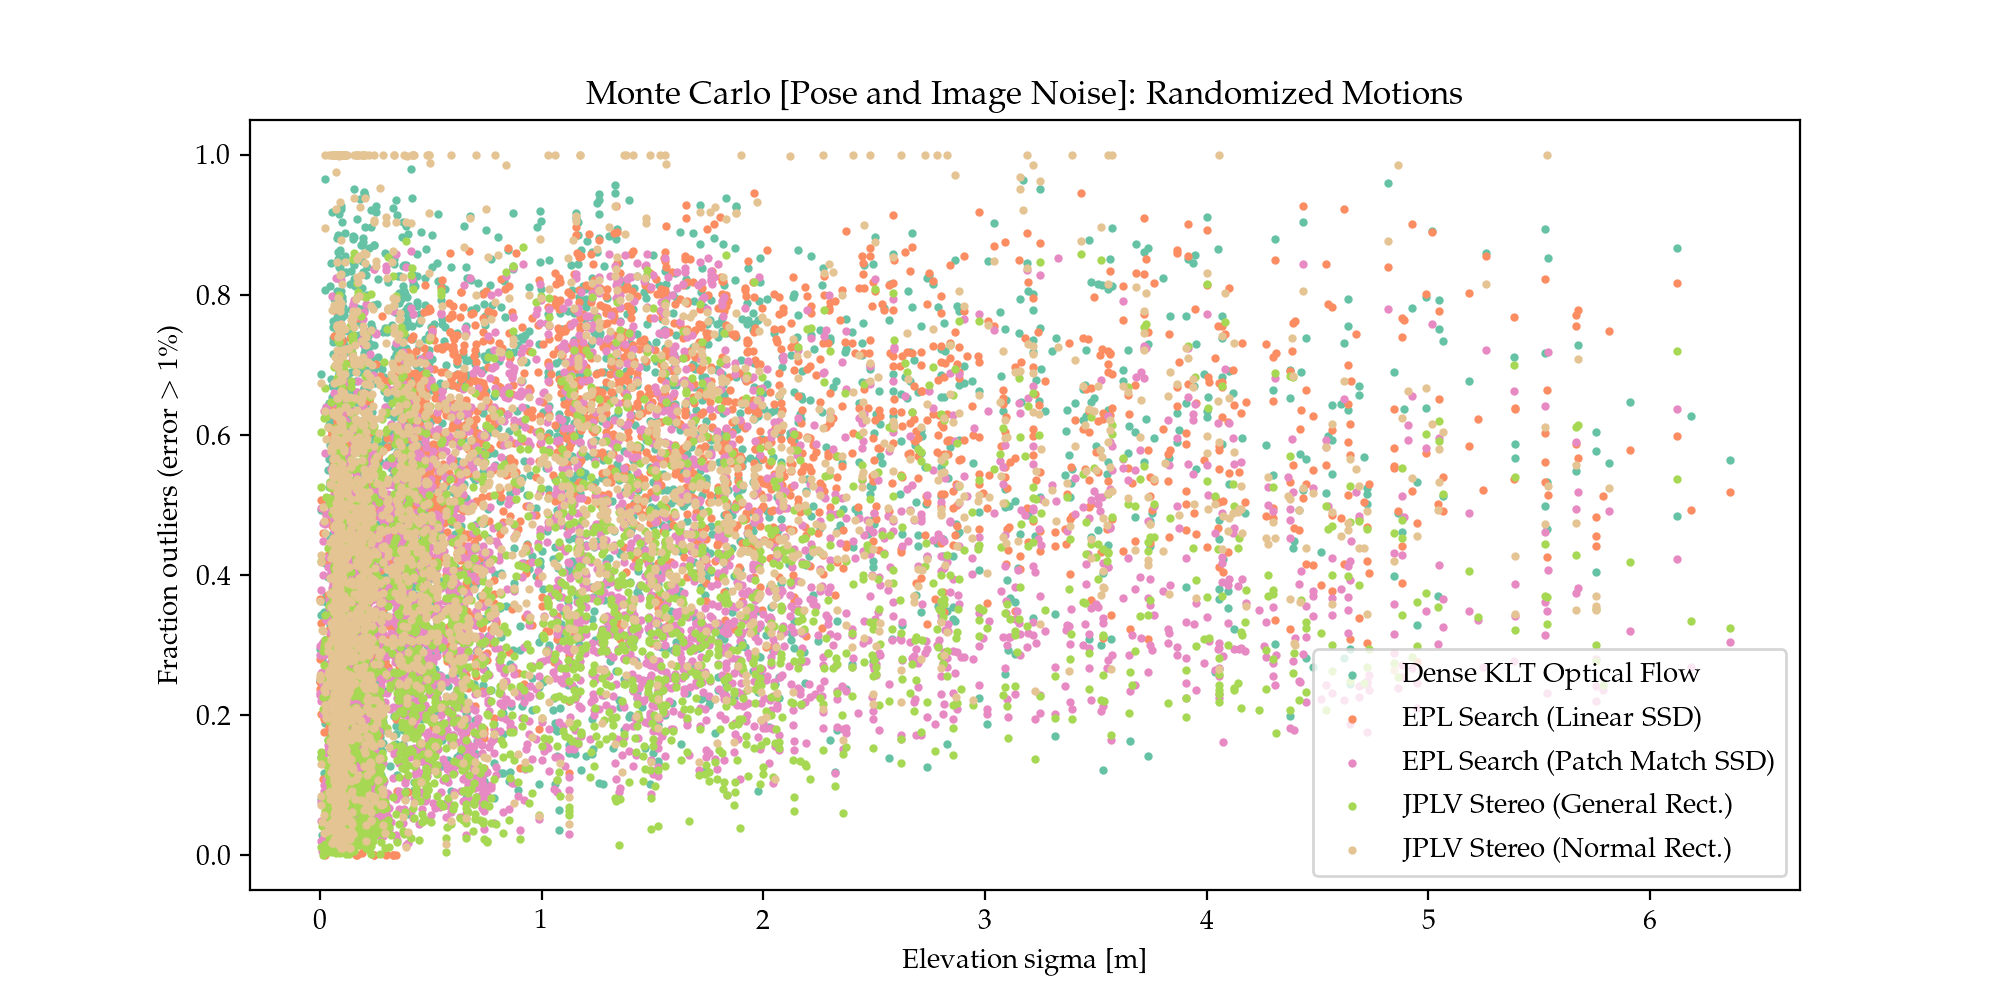 Monte Carlo [Pose and Image Noise]: Randomized Motions
Fraction outliers (error > 1%)
1.0
0.8
0.6
0.4
0.2
0.0
0 1 2 3 4 5 6
Elevation sigma [m]
Dense KLT Optical Flow
EPL Search (Linear SSD)
EPL Search (Patch Match SSD)
JPLV Stereo (General Rect.)
JPLV Stereo (Normal Rect.)